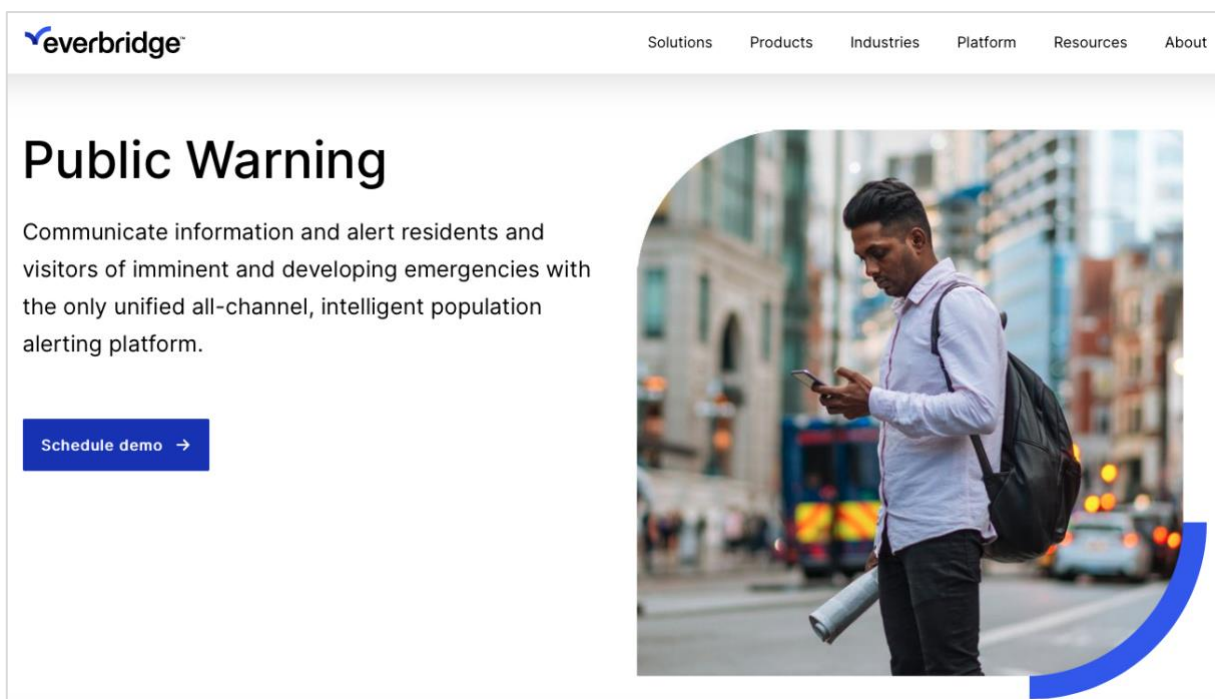 everbridge™
Solutions Products Industries Platform Resources About
Public Warning
Communicate information and alert residents and
visitors of imminent and developing emergencies with
the only unified all-channel, intelligent population
alerting platform.
Schedule demo →